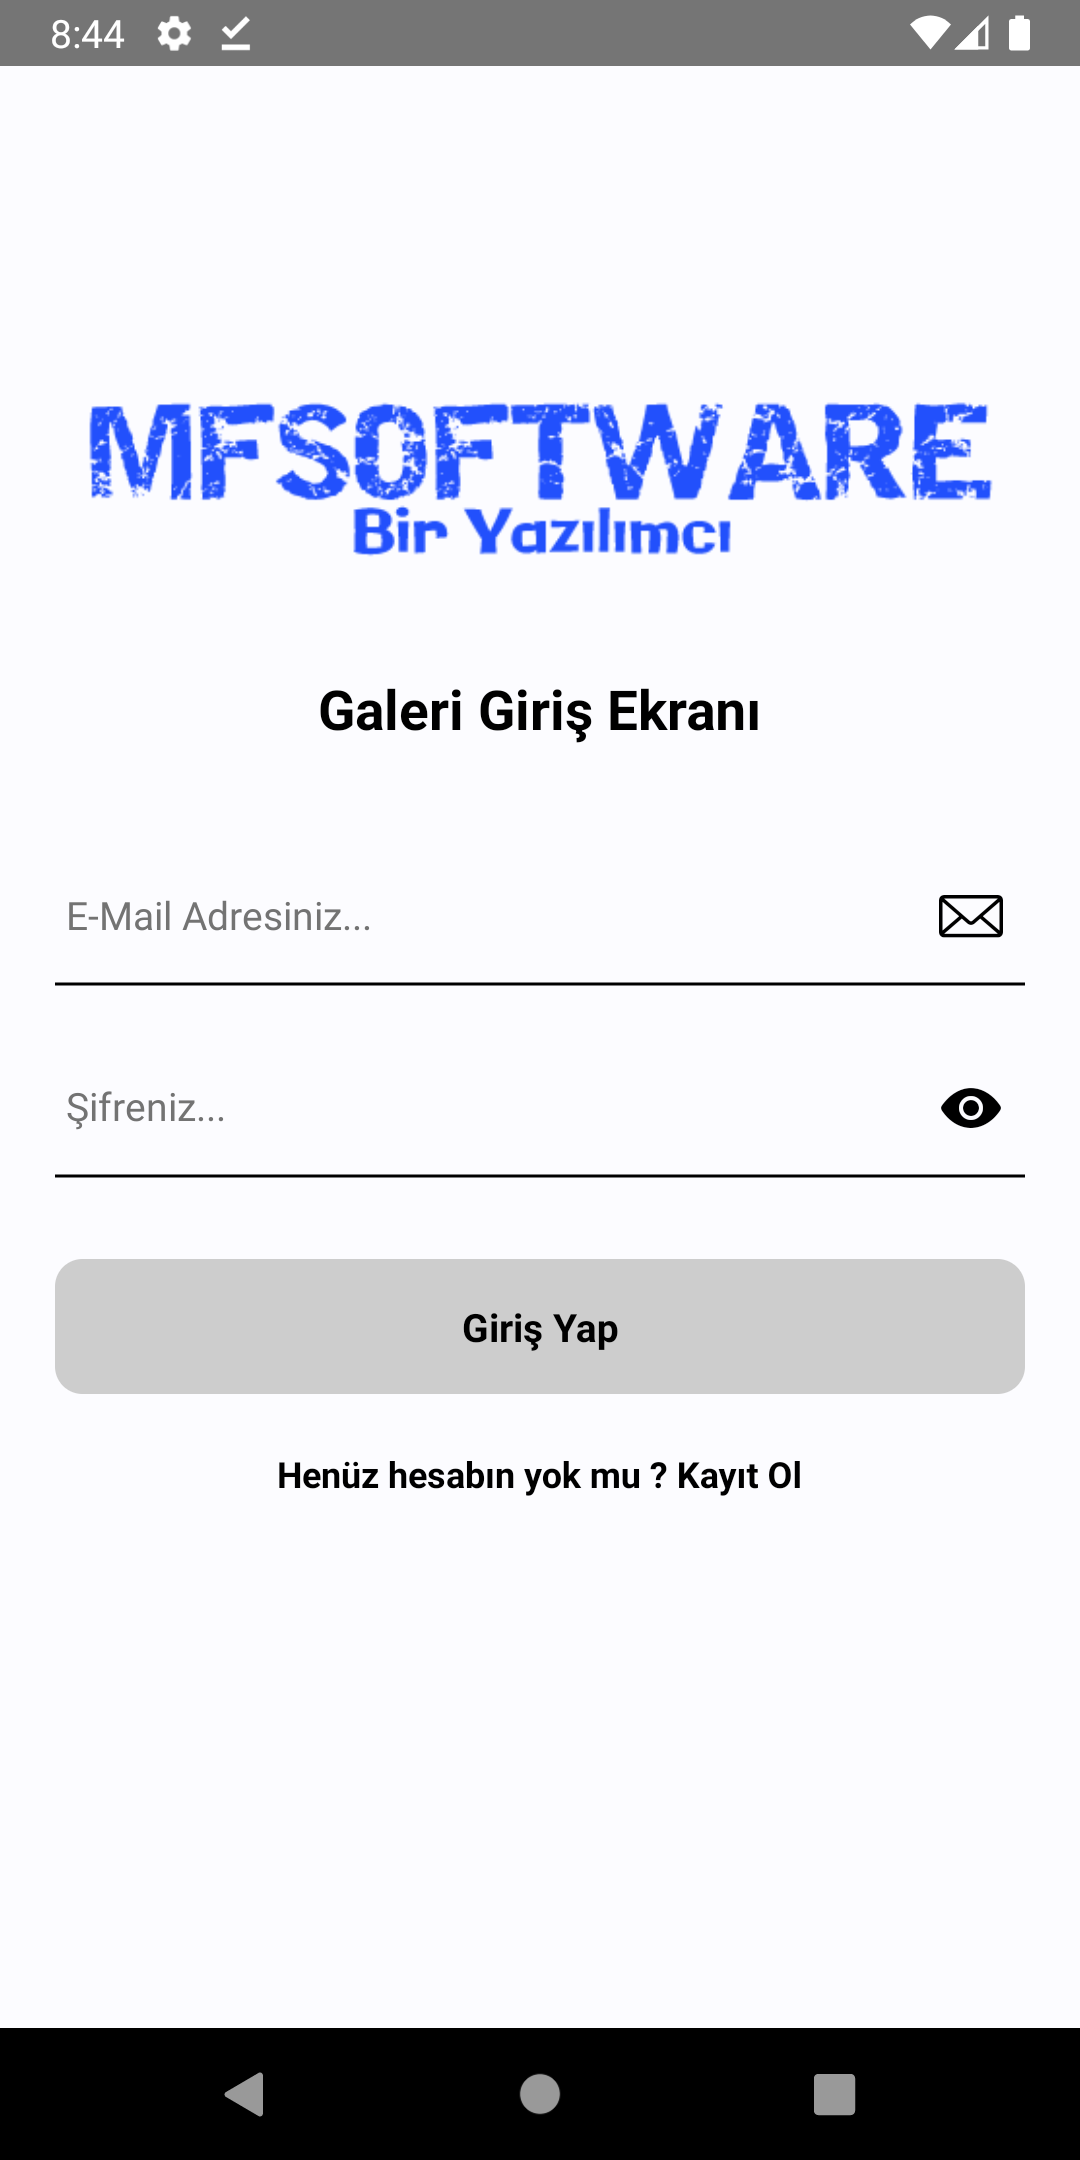 8:44
MFSOFTWARE
Bir Yazılımcı
Galeri Giriş Ekranı
E-Mail Adresiniz...
Şifreniz...
Giriş Yap
Henüz hesabın yok mu ? Kayıt Ol